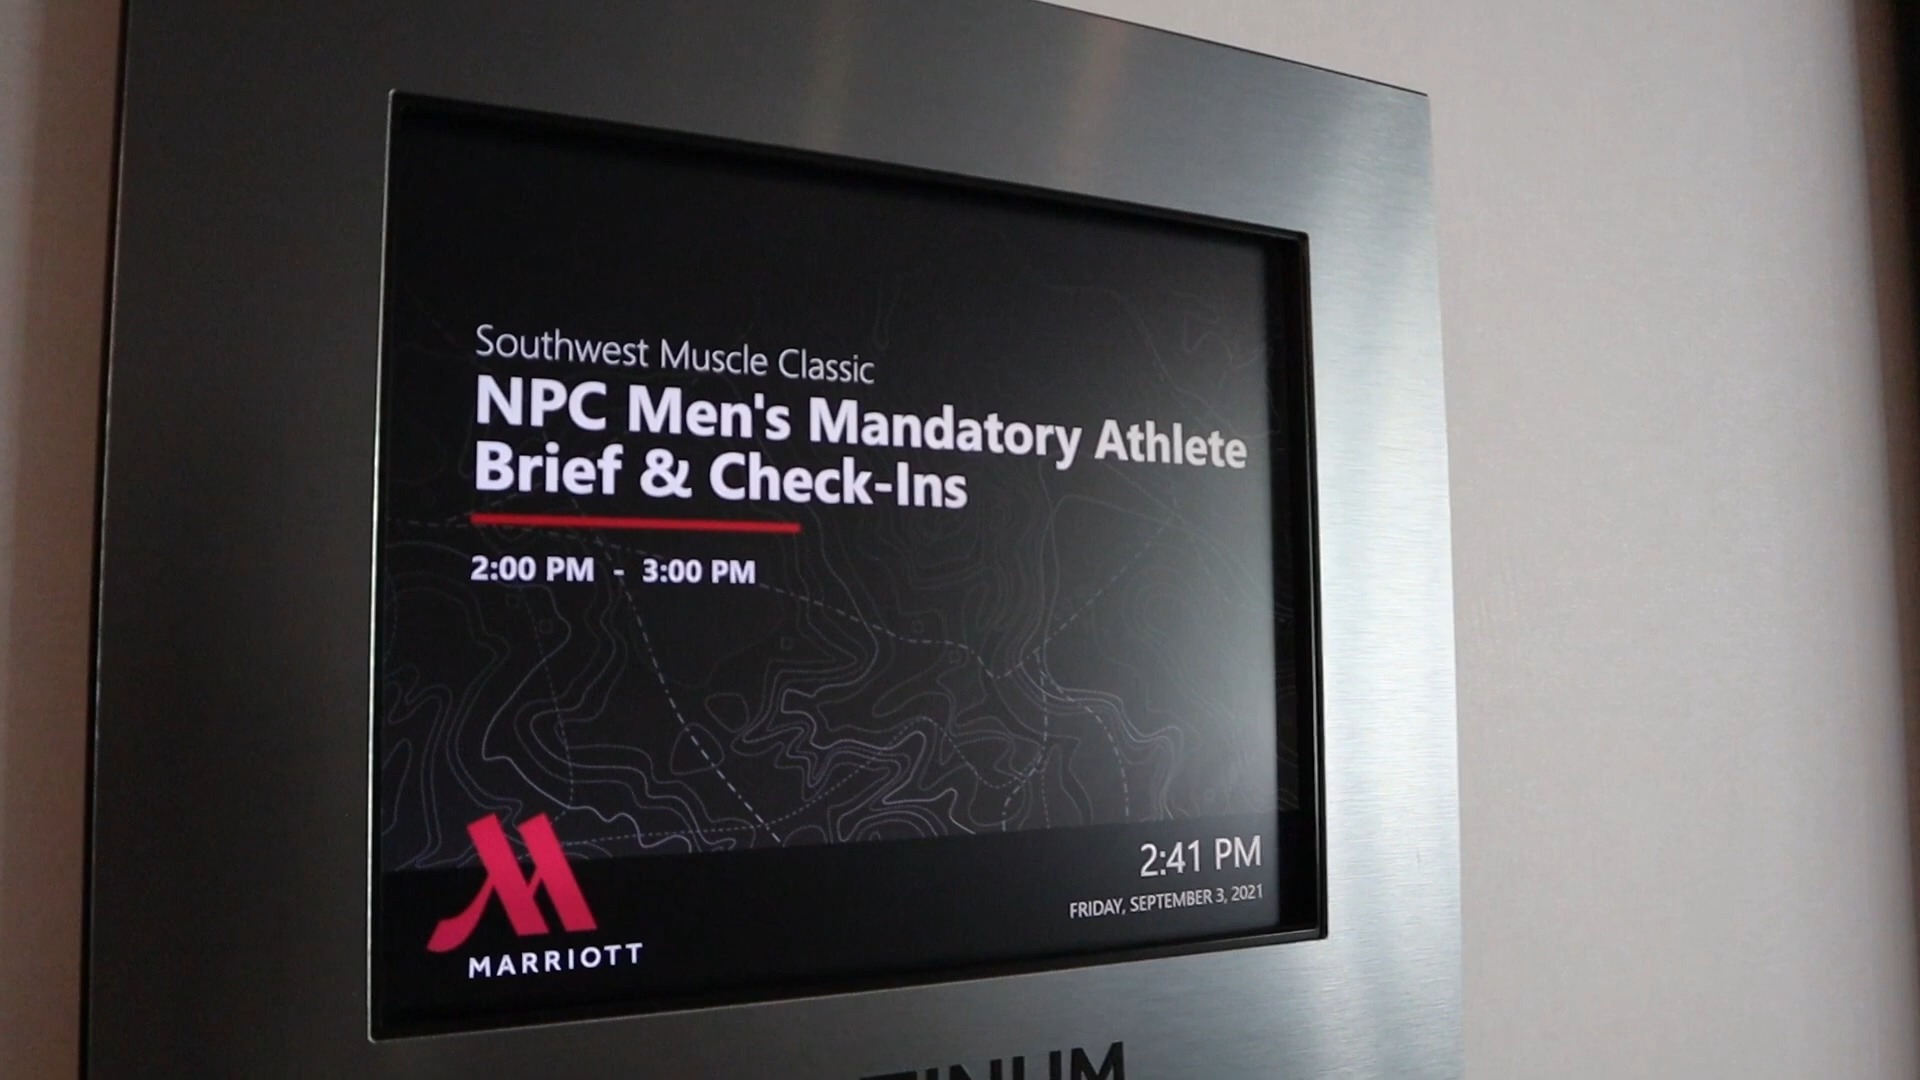 Southwest Muscle Classic
NPC Men's Mandatory Athlete
Brief & Check-Ins
2:00 PM - 3:00 PM
2:41 PM
FRIDAY, SEPTEMBER 3, 2021
MARRIOTT